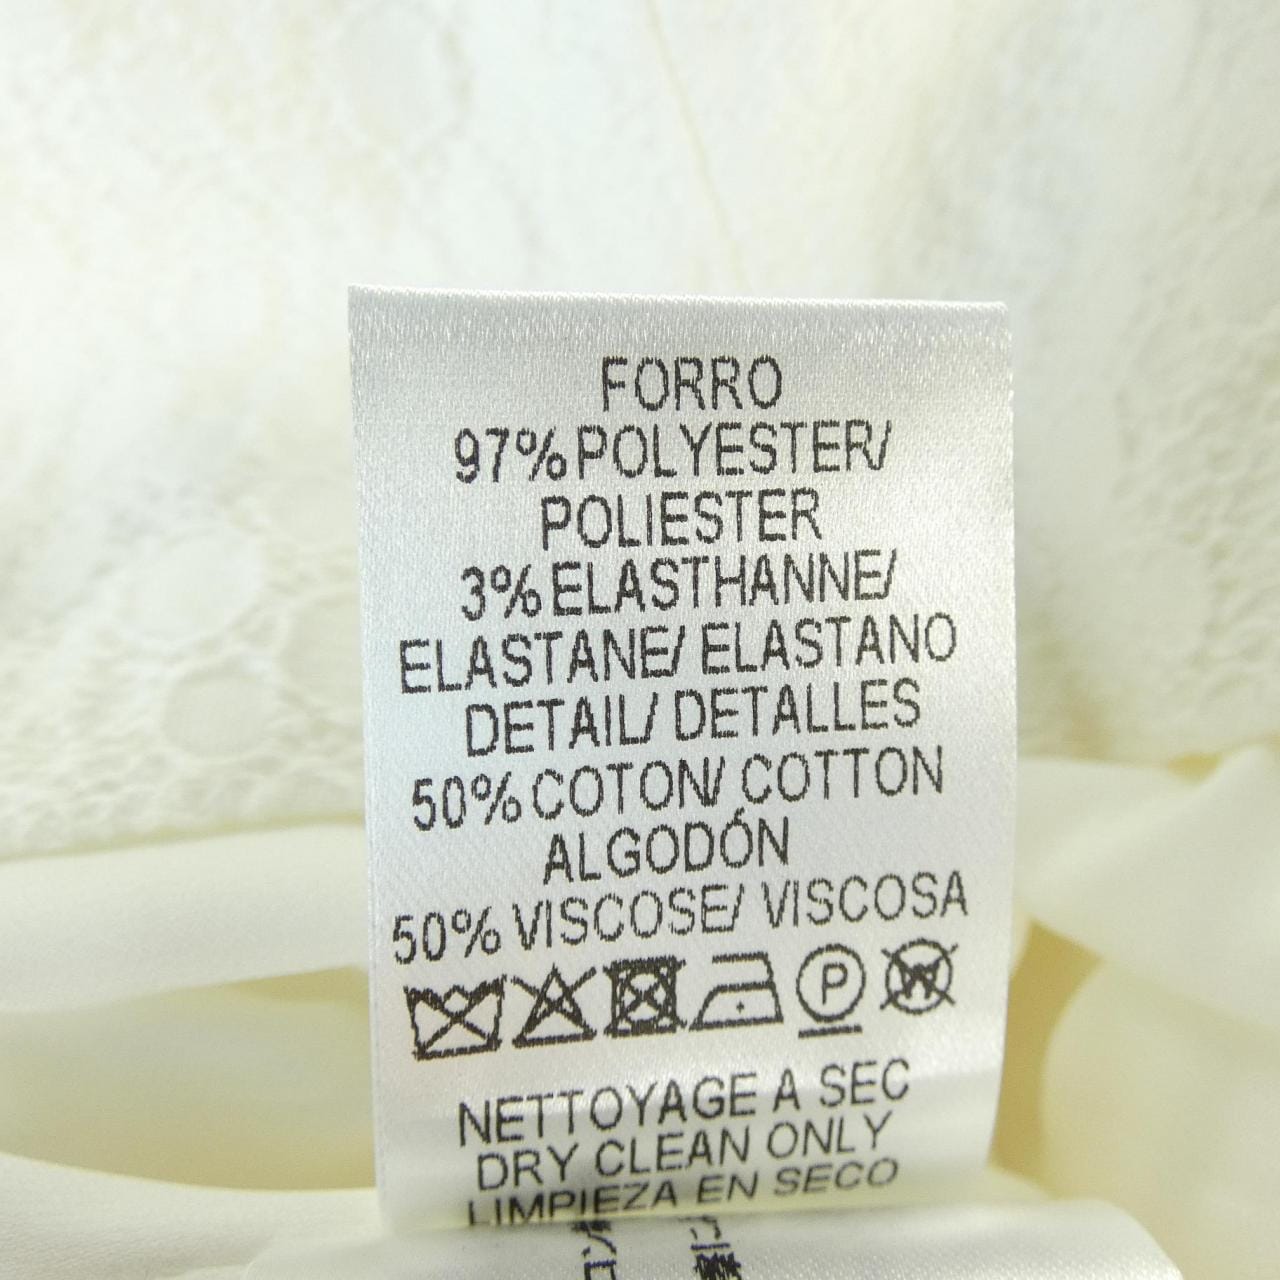 FORRO
97% POLYESTER/
POLIESTER
3% ELASTHANNE/
ELASTANE/ ELASTANO
DETAIL/ DETALLES
50% COTON/ COTTON
ALGODÓN
50% VISCOSE/ VISCOSA
P W
NETTOYAGE A SEC
DRY CLEAN ONLY
LIMPIEZA EN SECO